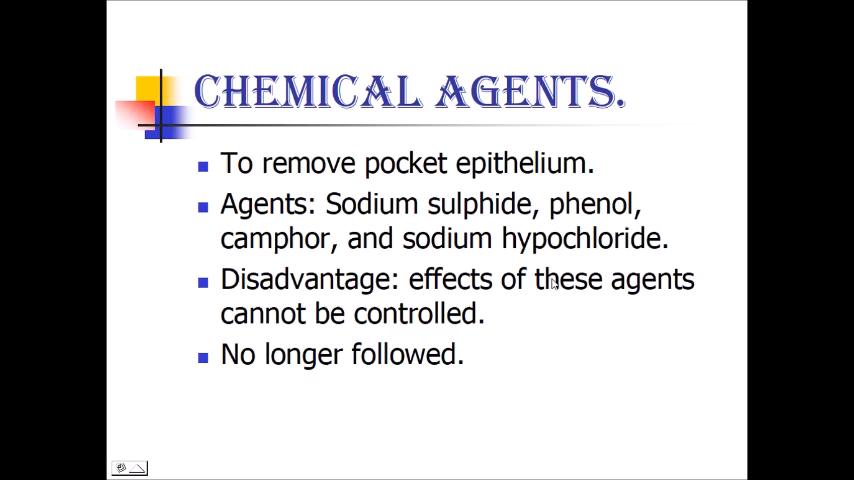 CHEMICAL AGENTS.
To remove pocket epithelium.
Agents: Sodium sulphide, phenol,
camphor, and sodium hypochloride.
Disadvantage: effects of these agents
cannot be controlled.
No longer followed.